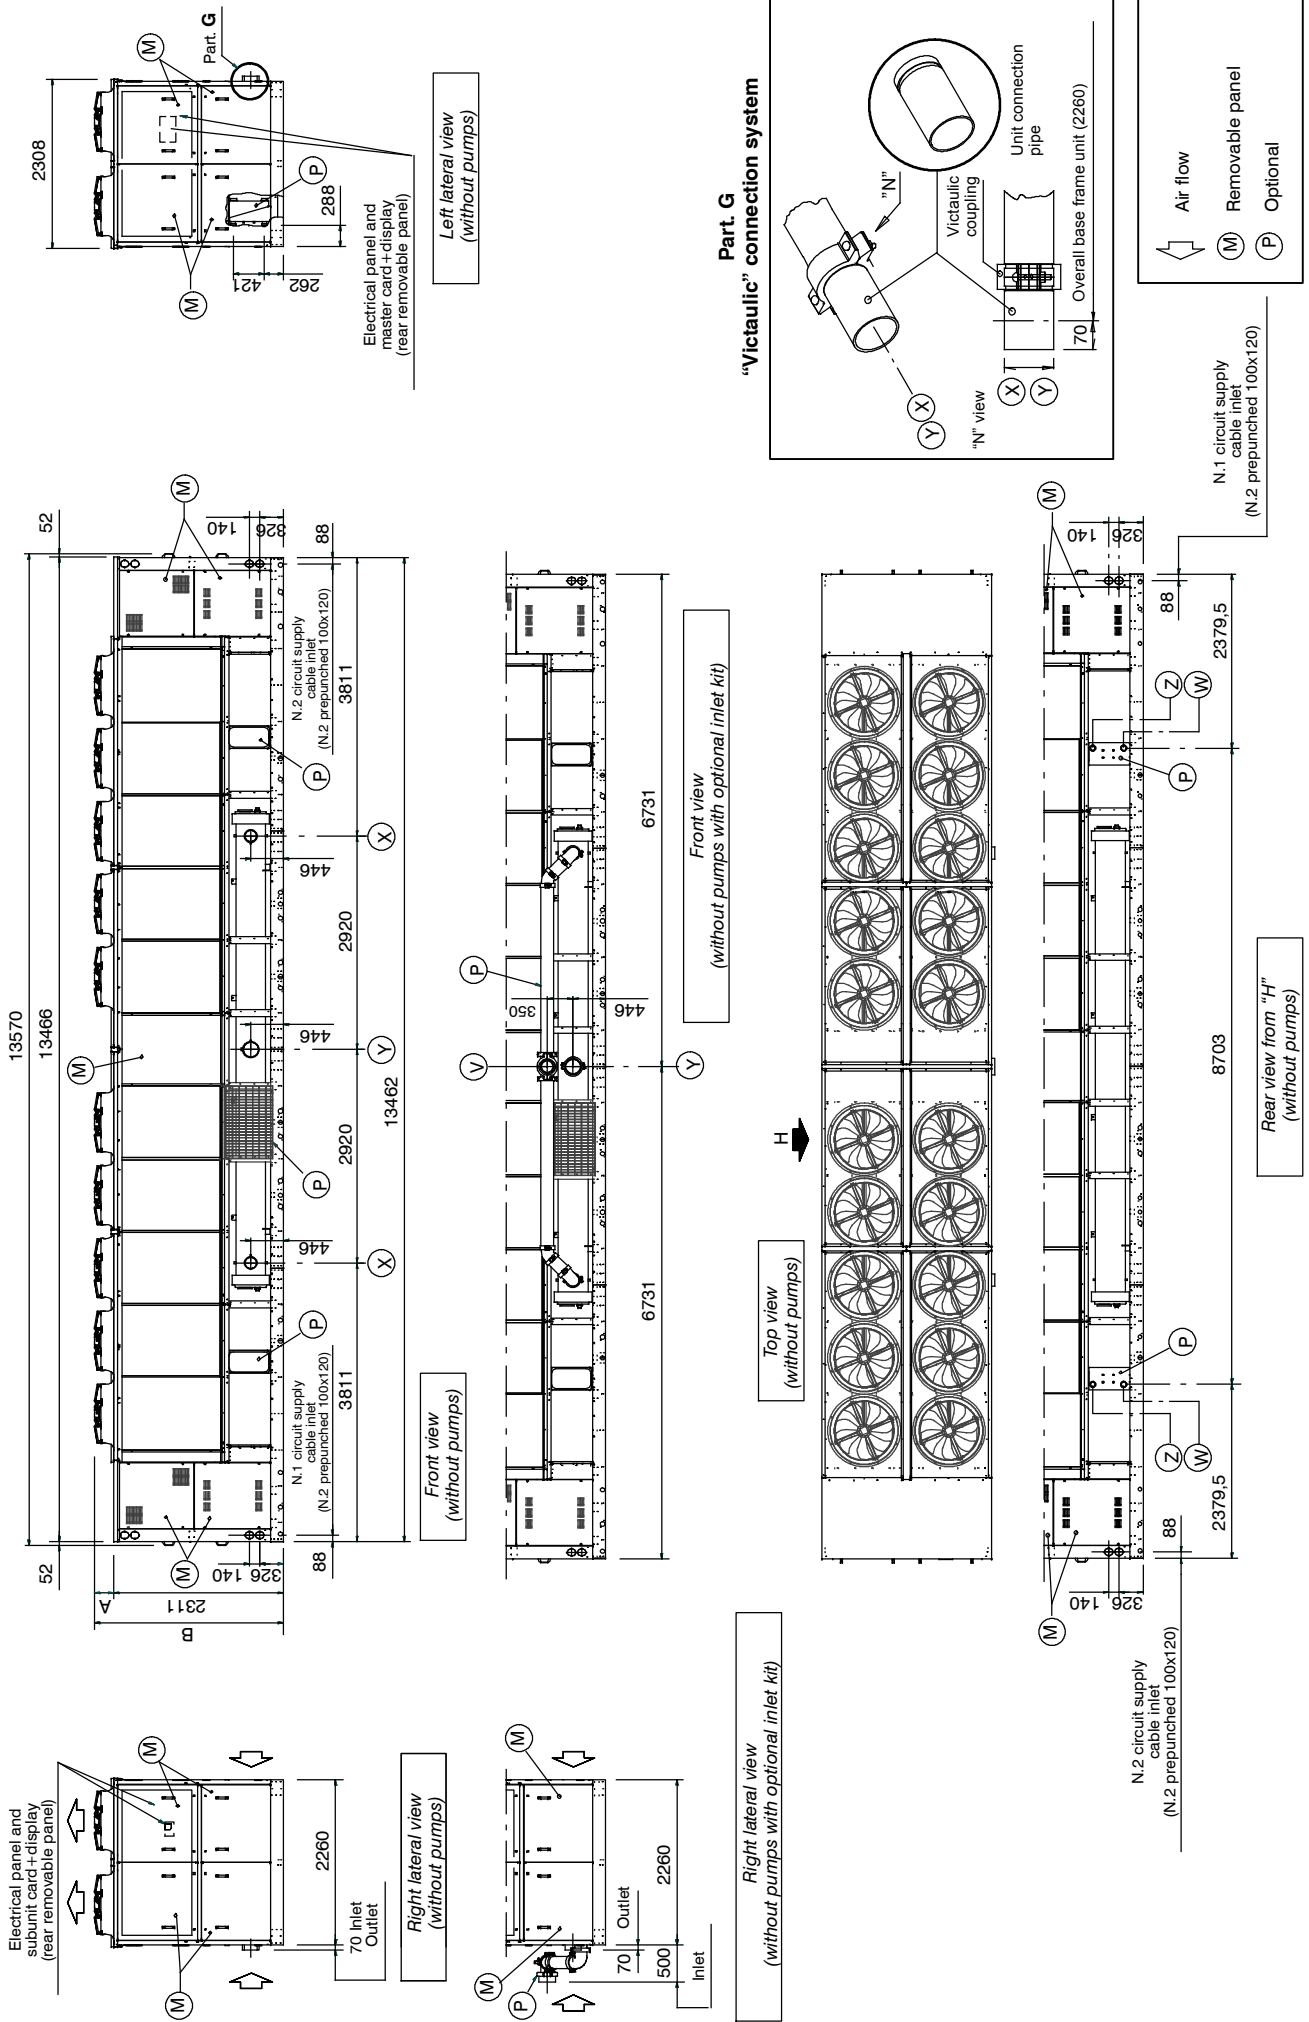 Electrical panel and
subunit card+display
(rear removable panel)
M
M
M
2260
70 Inlet
Outlet
Right lateral view
(without pumps)
13570
13466
52
52
A
2311
B
M
M
M
326
140
88
N.1 circuit supply
cable inlet
(N.2 prepunched 100x120)
P
P
P
446
446
446
140
326
88
N.2 circuit supply
cable inlet
(N.2 prepunched 100x120)
3811
2920
2920
3811
X
Y
X
13462
Front view
(without pumps)
2308
Part. G
M
M
P
288
421
262
Electrical panel and
master card+display
(rear removable panel)
Left lateral view
(without pumps)
M
M
P
2260
70
Outlet
500
Inlet
Right lateral view
(without pumps with optional inlet kit)
V
P
350
446
Y
6731
6731
Front view
(without pumps with optional inlet kit)
Top view
(without pumps)
H
Part. G
“Victaulic” connection system
"N"
X
Y
Victaulic
coupling
Unit connection
pipe
“N” view
X
Y
70
Overall base frame unit (2260)
M
M
140
326
88
N.2 circuit supply
cable inlet
(N.2 prepunched 100x120)
2379,5
Z
W
P
8703
P
Z
W
2379,5
88
140
326
N.1 circuit supply
cable inlet
(N.2 prepunched 100x120)
Rear view from “H”
(without pumps)
Air flow
M
Removable panel
P
Optional